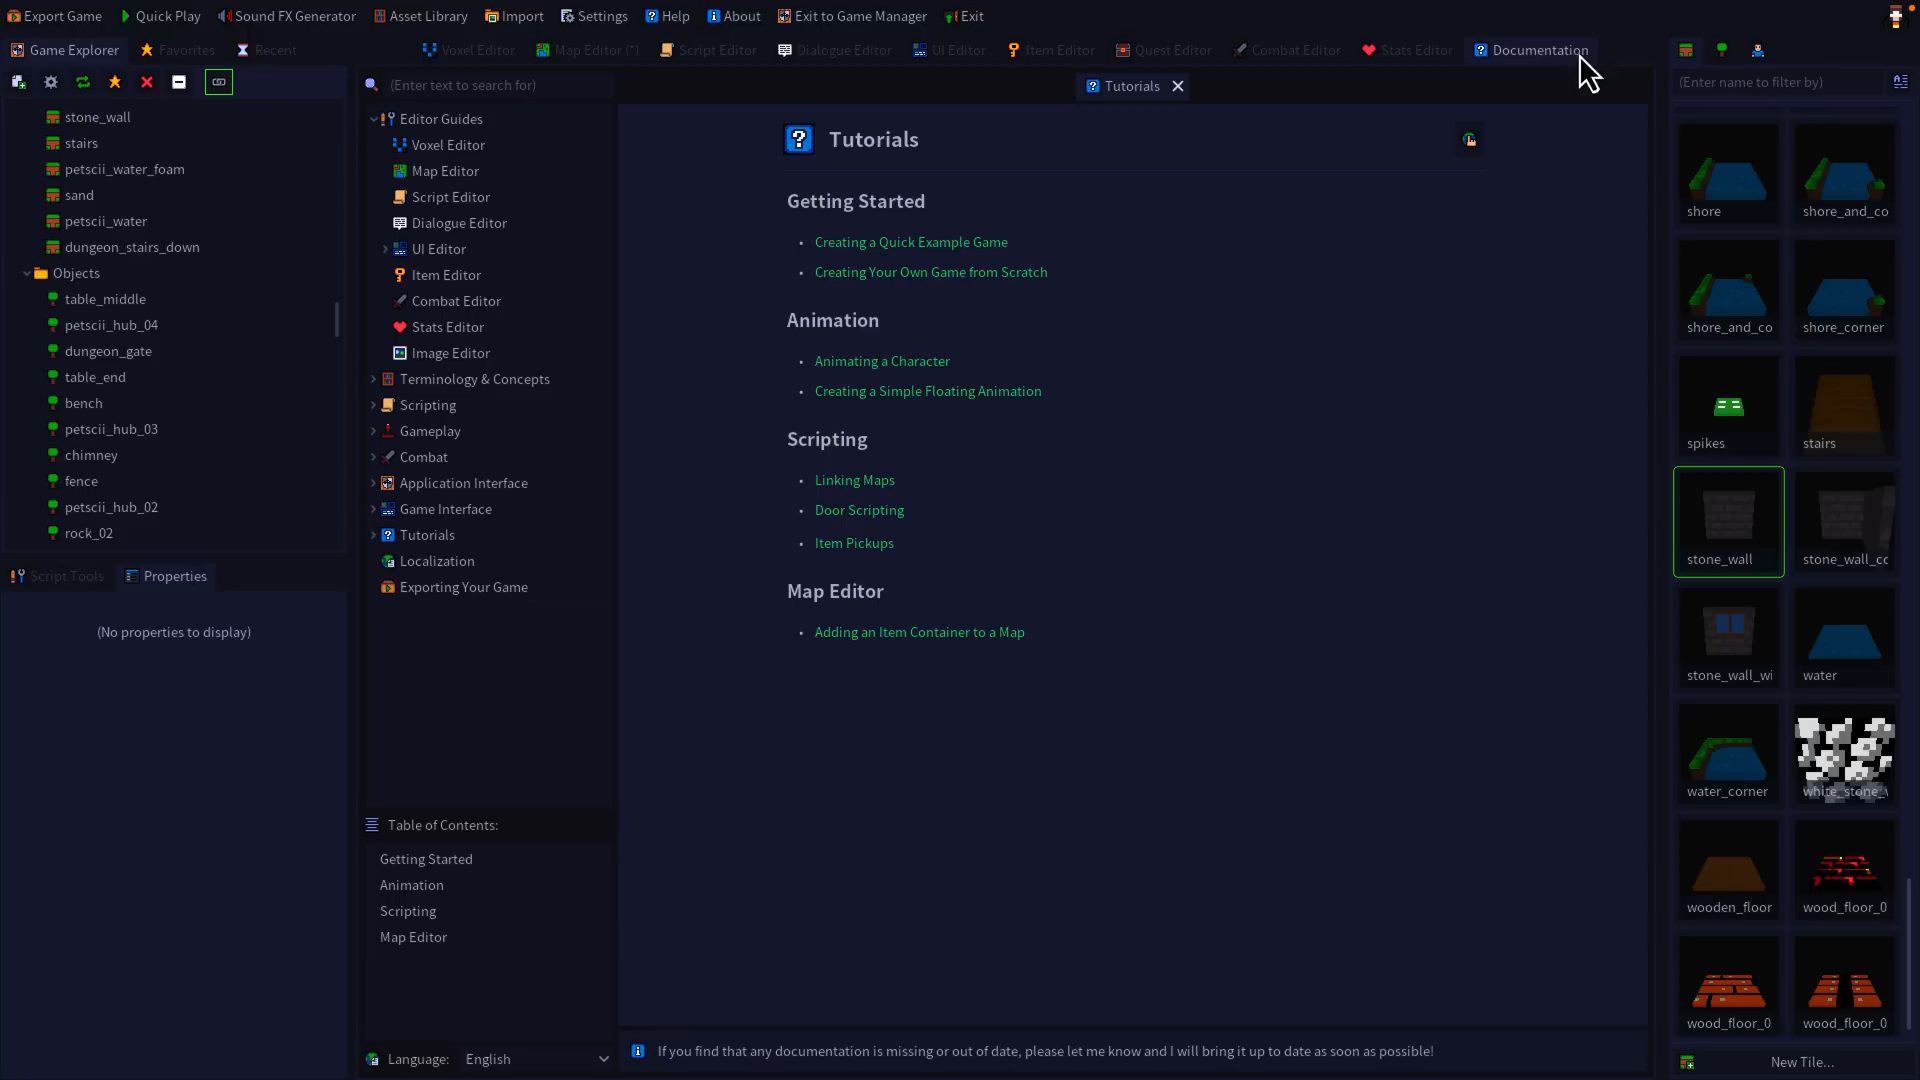 Export Game
Quick Play
Sound FX Generator
Asset Library
Import
Settings
Help
About
Exit to Game Manager
Exit
Game Explorer
Favorites
Recent
Voxel Editor
Map Editor (*)
Script Editor
Dialogue Editor
UI Editor
Item Editor
Quest Editor
Combat Editor
Stats Editor
Documentation
stone_wall
stairs
petscii_water_foam
sand
petscii_water
dungeon_stairs_down
Objects
table_middle
petscii_hub_04
dungeon_gate
table_end
bench
petscii_hub_03
chimney
fence
petscii_hub_02
rock_02
Script Tools
Properties
(No properties to display)
(Enter text to search for)
Editor Guides
Voxel Editor
Map Editor
Script Editor
Dialogue Editor
UI Editor
Item Editor
Combat Editor
Stats Editor
Image Editor
Terminology & Concepts
Scripting
Gameplay
Combat
Application Interface
Game Interface
Tutorials
Localization
Exporting Your Game
Table of Contents:
Getting Started
Animation
Scripting
Map Editor
Language:
English
Tutorials
Tutorials
Getting Started
• Creating a Quick Example Game
• Creating Your Own Game from Scratch
Animation
• Animating a Character
• Creating a Simple Floating Animation
Scripting
• Linking Maps
• Door Scripting
• Item Pickups
Map Editor
• Adding an Item Container to a Map
If you find that any documentation is missing or out of date, please let me know and I will bring it up to date as soon as possible!
(Enter name to filter by)
shore
shore_and_co
shore_and_co
shore_corner
spikes
stairs
stone_wall
stone_wall_cc
stone_wall_wi
water
water_corner
white_stone_
wooden_floor
wood_floor_0
wood_floor_0
wood_floor_0
New Tile...